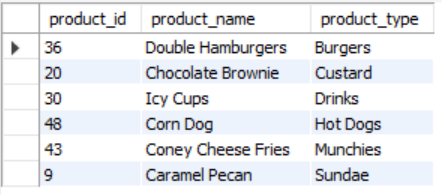 product_id product_name product_type
36 Double Hamburgers Burgers
20 Chocolate Brownie Custard
30 Icy Cups Drinks
48 Corn Dog Hot Dogs
43 Coney Cheese Fries Munchies
9 Caramel Pecan Sundae